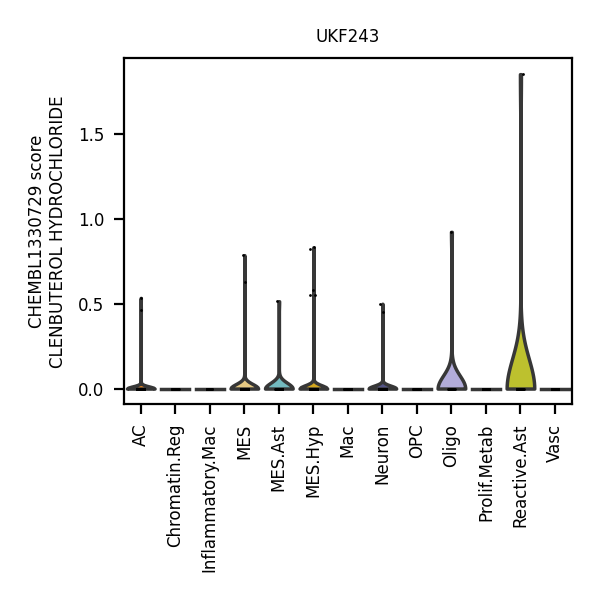 UKF243
CHEMBL1330729 score
CLENBUTEROL HYDROCHLORIDE
1.5
1.0
0.5
0.0
AC
Chromatin.Reg
Inflammatory.Mac
MES
MES.Ast
MES.Hyp
Mac
Neuron
OPC
Oligo
Prolif.Metab
Reactive.Ast
Vasc